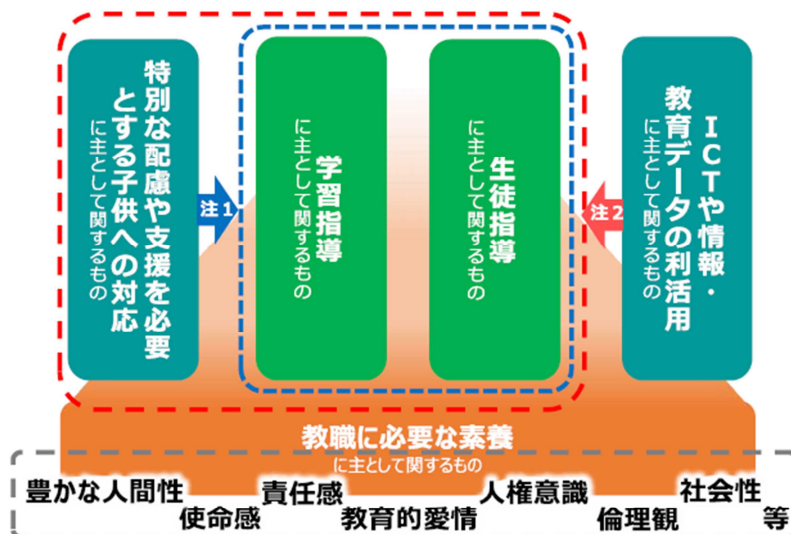 特別な配慮や支援を必要
とする子供への対応
に主として関するもの
注1
学習指導
に主として関するもの
生徒指導
に主として関するもの
注2
ICTや情報・
教育データの利活用
に主として関するもの
教職に必要な素養
に主として関するもの
豊かな人間性
使命感
責任感
教育的愛情
人権意識
倫理観
社会性
等